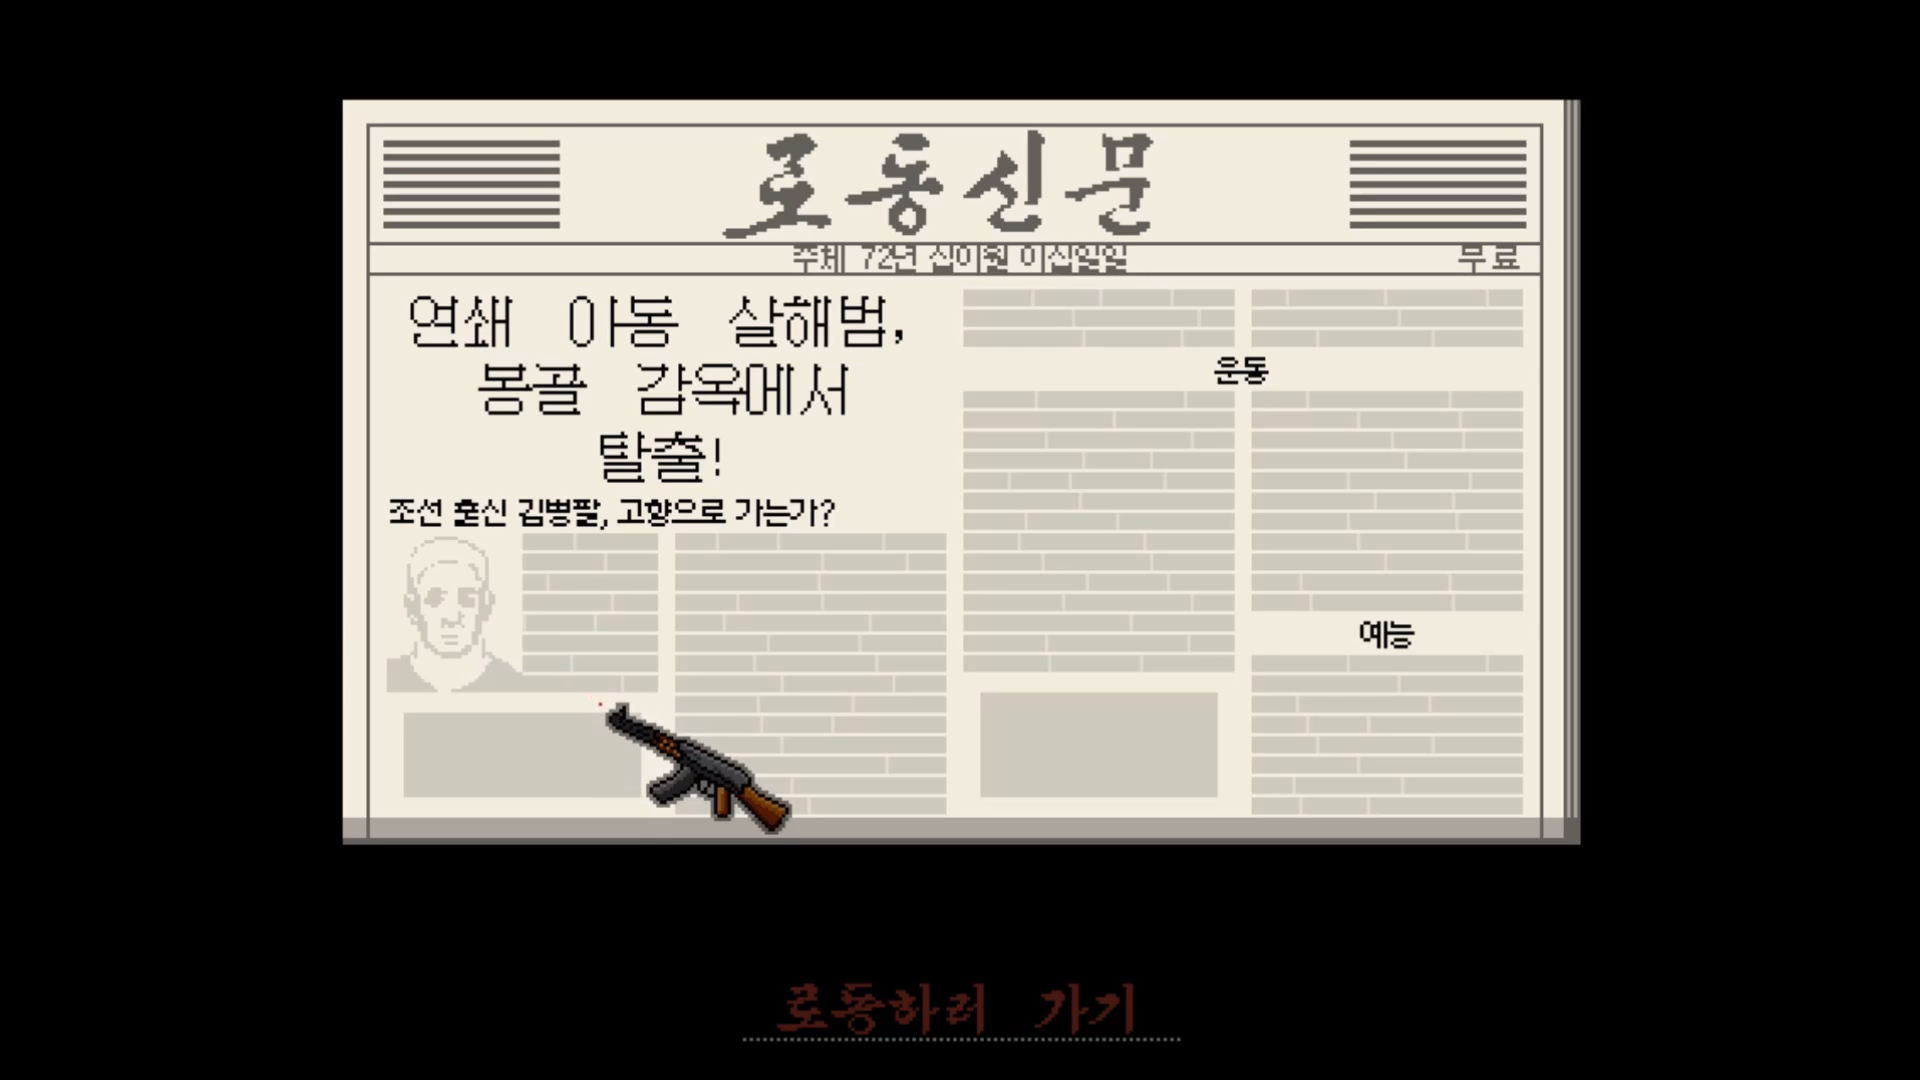 로동신문
주체 72년 십이월 이십일일
무료
연쇄 아동 살해범,
몽골 감옥에서
탈출!
조선 출신 김병팔, 고향으로 가는가?
운동
예능
로동하러 가기